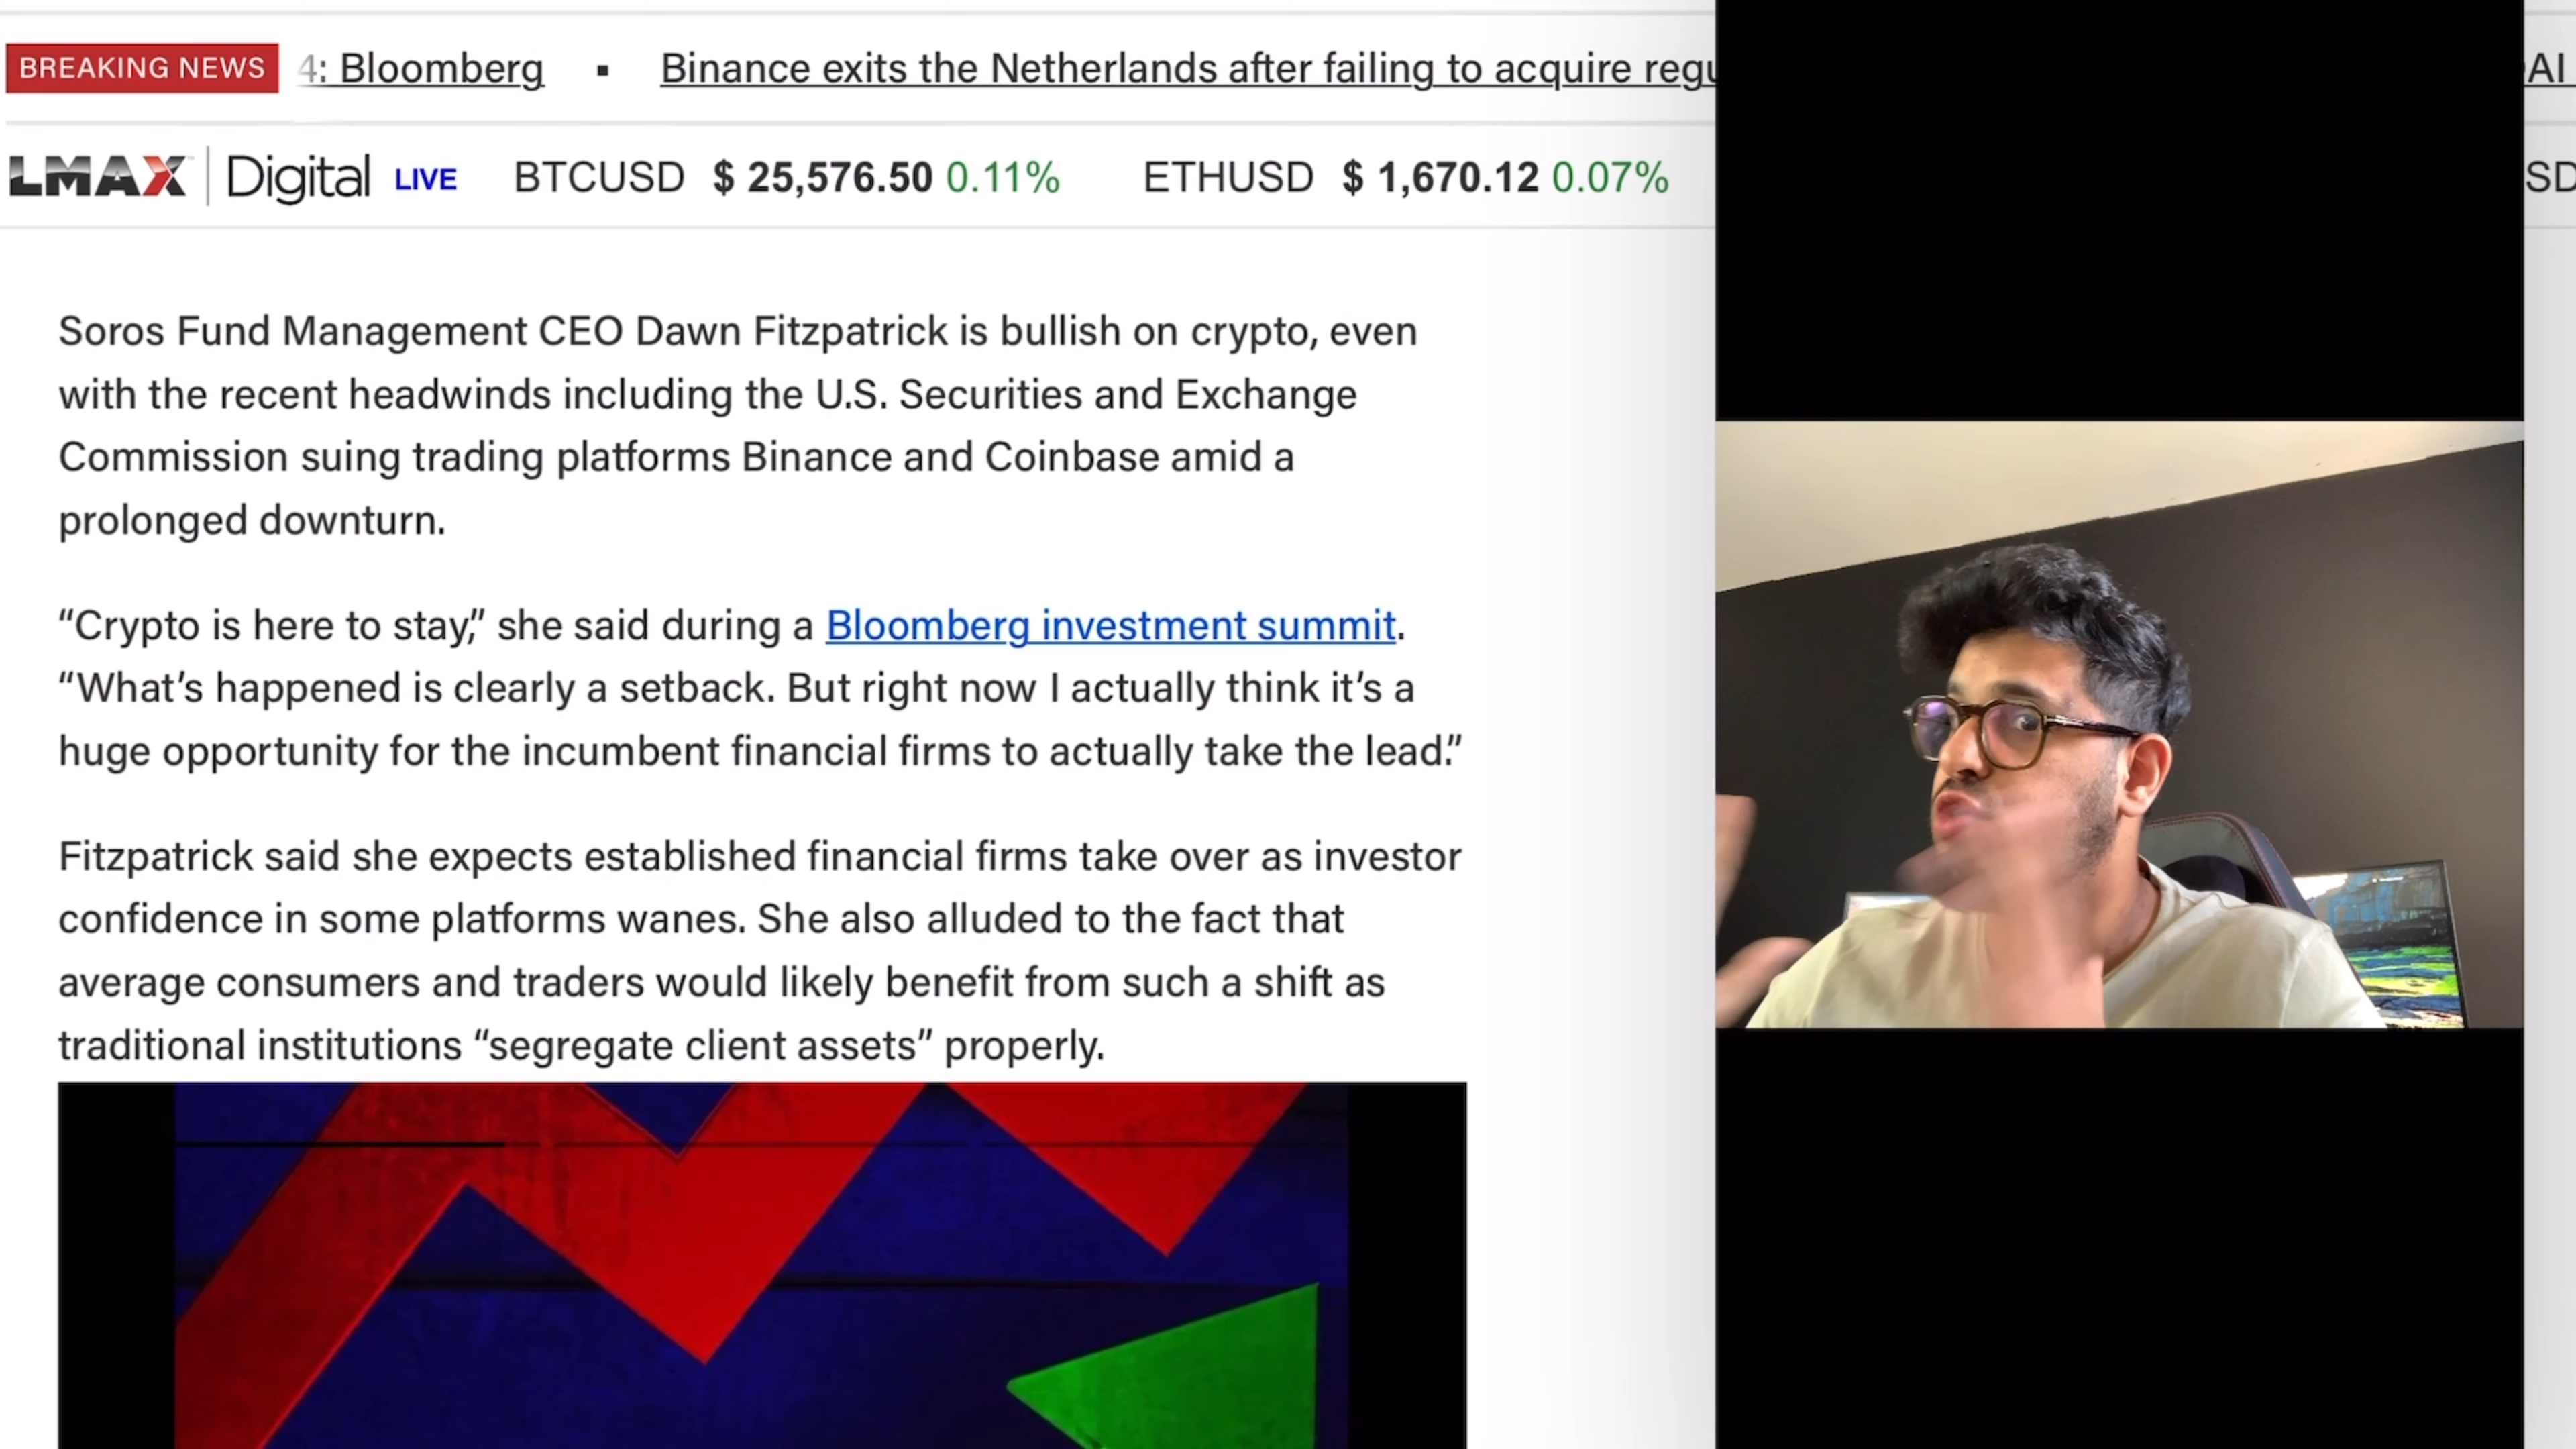 BREAKING NEWS 4: Bloomberg ▪ Binance exits the Netherlands after failing to acquire regu AI
LMAX Digital LIVE BTCUSD $ 25,576.50 0.11% ETHUSD $ 1,670.12 0.07% SD
Soros Fund Management CEO Dawn Fitzpatrick is bullish on crypto, even
with the recent headwinds including the U.S. Securities and Exchange
Commission suing trading platforms Binance and Coinbase amid a
prolonged downturn.
“Crypto is here to stay,” she said during a Bloomberg investment summit.
“What’s happened is clearly a setback. But right now I actually think it’s a
huge opportunity for the incumbent financial firms to actually take the lead.”
Fitzpatrick said she expects established financial firms take over as investor
confidence in some platforms wanes. She also alluded to the fact that
average consumers and traders would likely benefit from such a shift as
traditional institutions “segregate client assets” properly.